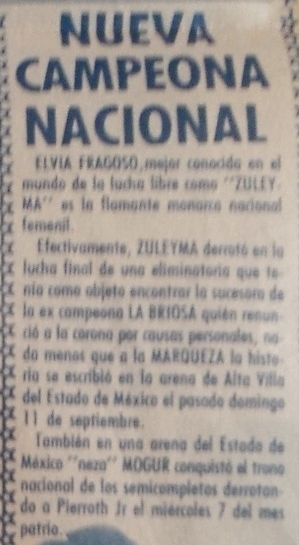 NUEVA
CAMPEONA
NACIONAL
ELVIA FRAGOSO, mejor conocida en el
mundo de la lucha libre como "ZULEY-
MA" es la flamante monarca nacional
femenil.
Efectivamente, ZULEYMA derrotó en la
lucha final de una eliminatoria que te-
nía como objeto encontrar la sucesora de
la ex campeona LA BRIOSA quién renun-
ció a la corona por causas personales, na-
da menos que a la MARQUEZA la histo-
ria se escribió en la arena de Alta Villa
del Estado de México el pasado domingo
11 de septiembre.
También en una arena del Estado de
México "neza" MOGUR conquistó el trono
nacional de los semicompletos derrotan-
do a Pierroth Jr el miércoles 7 del mes
patrio.